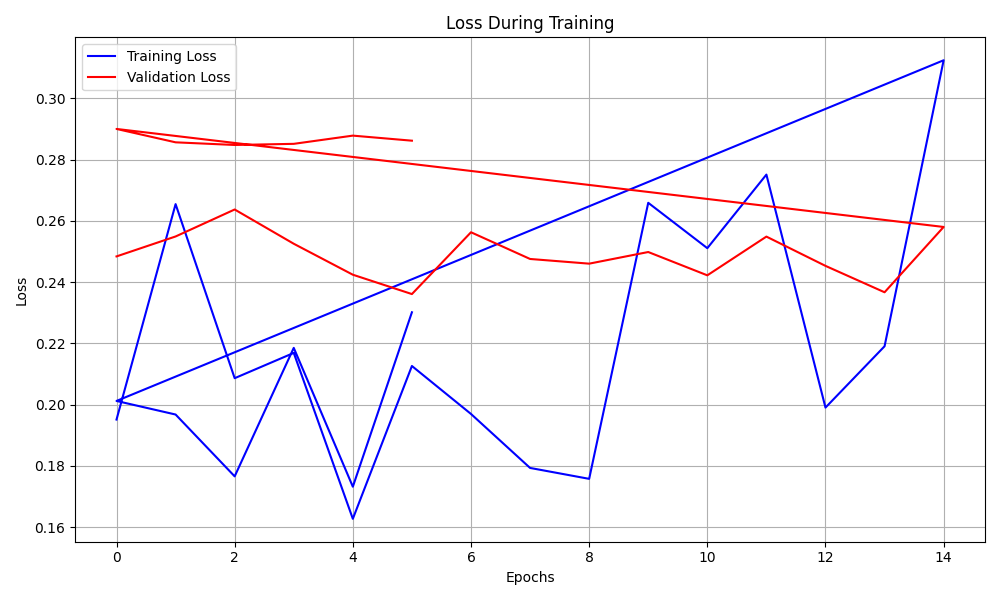 Loss During Training
Training Loss
Validation Loss
0.30
0.28
0.26
0.24
0.22
0.20
0.18
0.16
Loss
0 2 4 6 8 10 12 14
Epochs